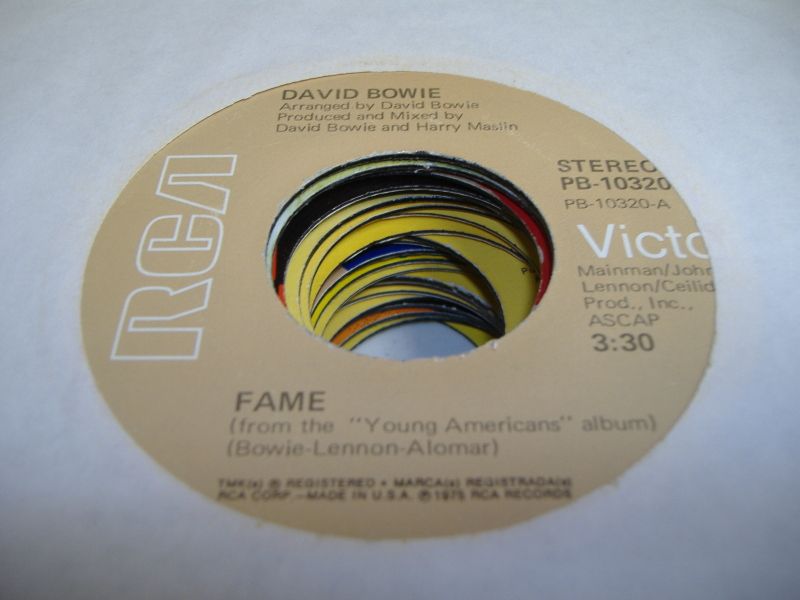 DAVID BOWIE
Arranged by David Bowie
Produced and Mixed by
David Bowie and Harry Maslin
RCA
STEREO
PB-10320
PB-10320-A
Victo
Mainman/John
Lennon/Ceilid
Prod., Inc.,
ASCAP
3:30
FAME
(from the "Young Americans" album)
(Bowie-Lennon-Alomar)
TMK(s) ® REGISTERED • MARCA(s) REGISTRADA(s)
RCA CORP.—MADE IN U.S.A. ℗ 1975 RCA RECORDS